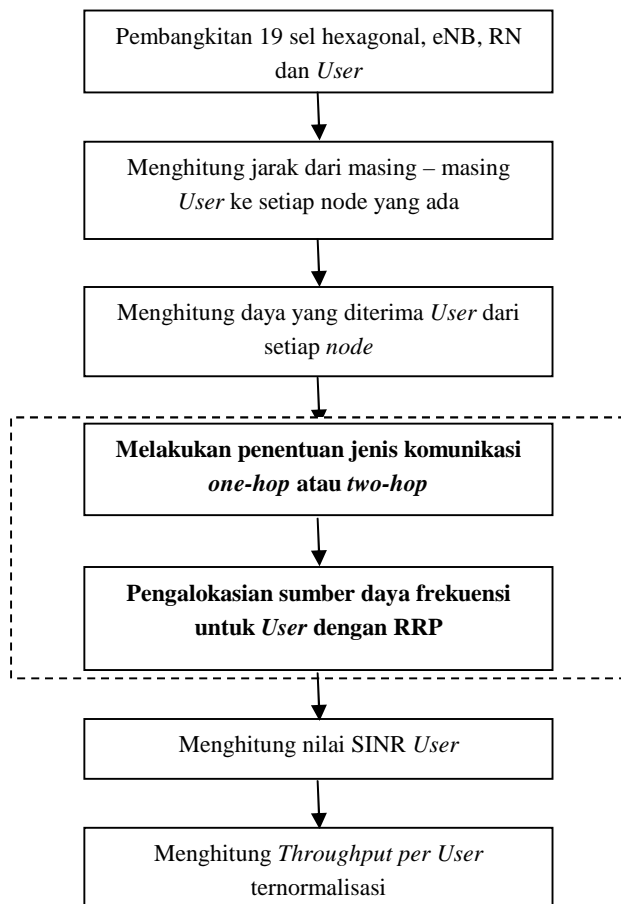 Pembangkitan 19 sel hexagonal, eNB, RN
dan User
Menghitung jarak dari masing – masing
User ke setiap node yang ada
Menghitung daya yang diterima User dari
setiap node
Melakukan penentuan jenis komunikasi
one-hop atau two-hop
Pengalokasian sumber daya frekuensi
untuk User dengan RRP
Menghitung nilai SINR User
Menghitung Throughput per User
ternormalisasi